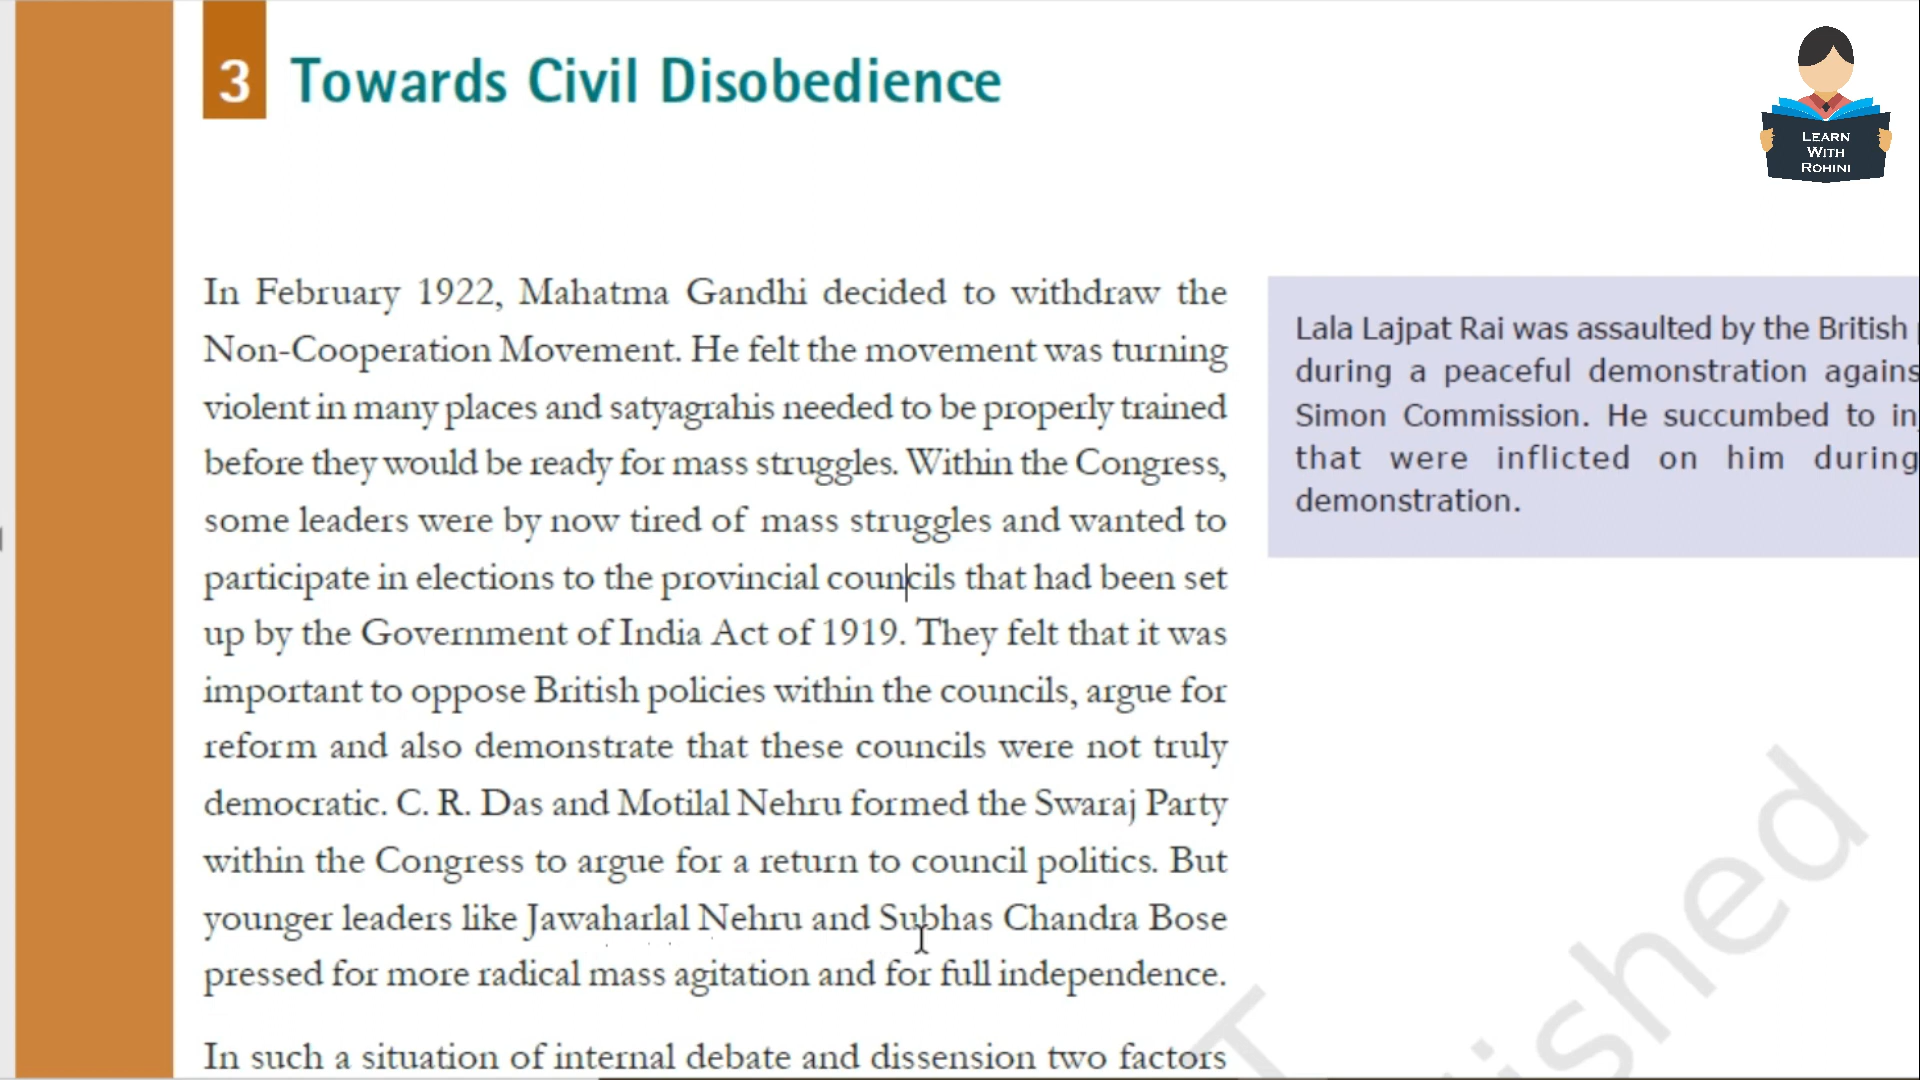 3 Towards Civil Disobedience
LEARN
WITH
ROHINI
In February 1922, Mahatma Gandhi decided to withdraw the
Non-Cooperation Movement. He felt the movement was turning
violent in many places and satyagrahis needed to be properly trained
before they would be ready for mass struggles. Within the Congress,
some leaders were by now tired of mass struggles and wanted to
participate in elections to the provincial councils that had been set
up by the Government of India Act of 1919. They felt that it was
important to oppose British policies within the councils, argue for
reform and also demonstrate that these councils were not truly
democratic. C. R. Das and Motilal Nehru formed the Swaraj Party
within the Congress to argue for a return to council politics. But
younger leaders like Jawaharlal Nehru and Subhas Chandra Bose
pressed for more radical mass agitation and for full independence.
In such a situation of internal debate and dissension two factors
Lala Lajpat Rai was assaulted by the British
during a peaceful demonstration agains
Simon Commission. He succumbed to in
that were inflicted on him during
demonstration.